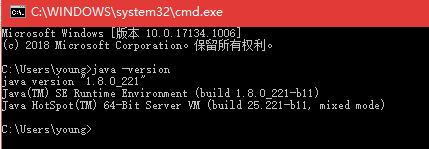 C:\WINDOWS\system32\cmd.exe
Microsoft Windows [版本 10.0.17134.1006]
(c) 2018 Microsoft Corporation。保留所有权利。
C:\Users\young>java -version
java version "1.8.0_221"
Java(TM) SE Runtime Environment (build 1.8.0_221-b11)
Java HotSpot(TM) 64-Bit Server VM (build 25.221-b11, mixed mode)
C:\Users\young>